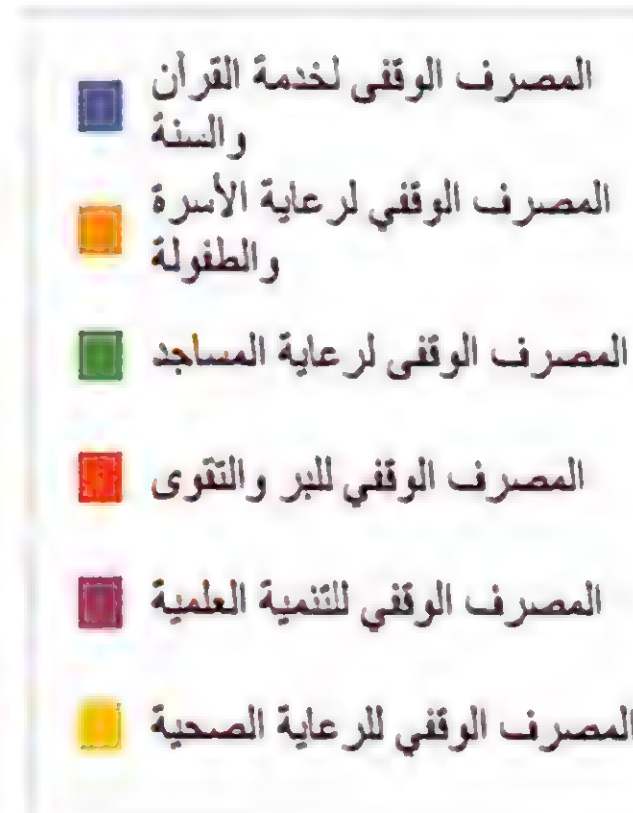 المصرف الوقفى لخدمة القرآن
والسنة
المصرف الوقفي لرعاية الأسرة
والطفولة
المصرف الوقفى لرعاية المساجد
المصرف الوقفي للبر والتقوى
المصرف الوقفي للتنمية العلمية
المصرف الوقفي للرعاية الصحية